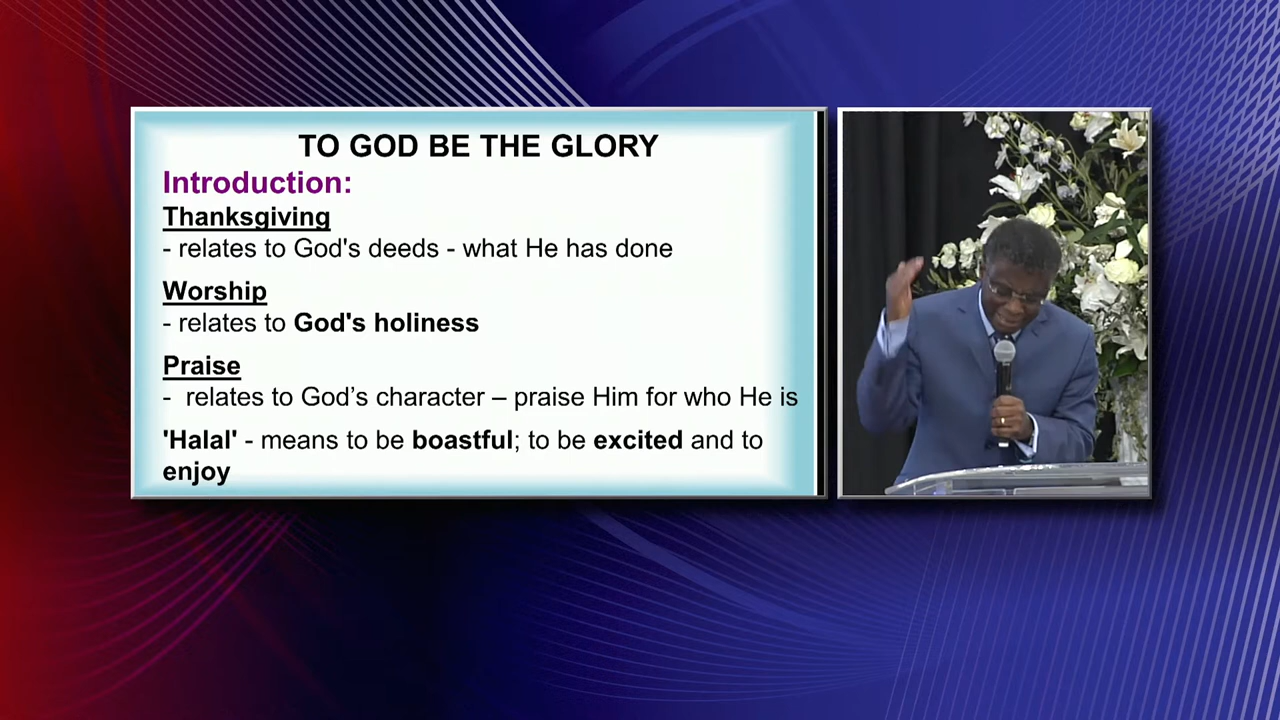 TO GOD BE THE GLORY
Introduction:
Thanksgiving
- relates to God's deeds - what He has done
Worship
- relates to God's holiness
Praise
- relates to God’s character – praise Him for who He is
'Halal' - means to be boastful; to be excited and to
enjoy